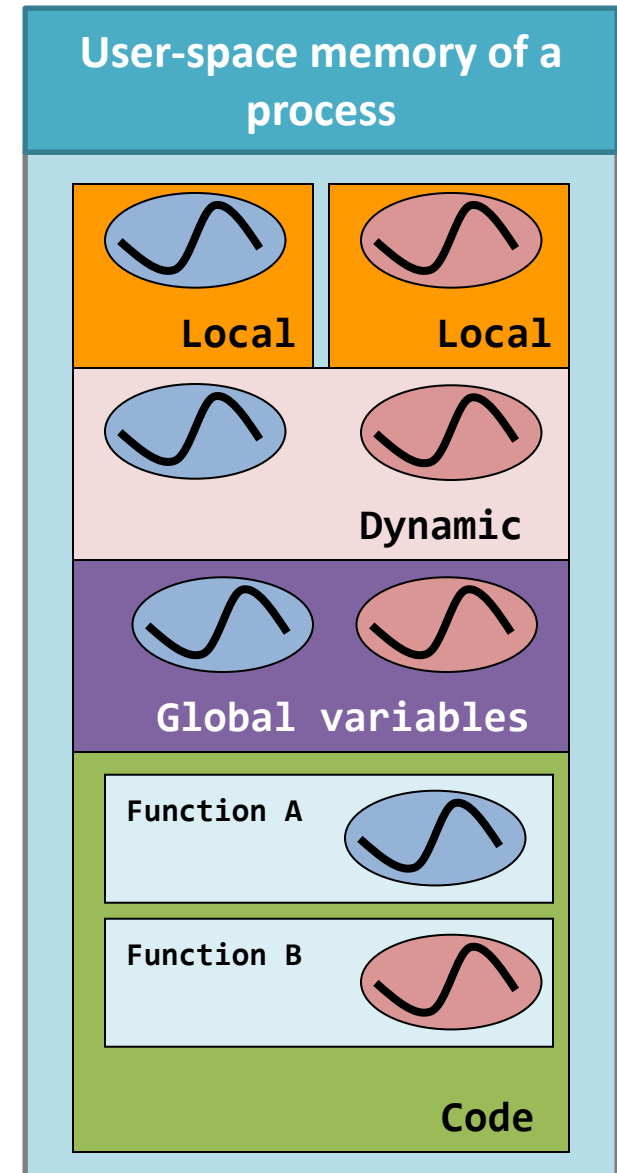 User-space memory of a
process
Local
Local
Dynamic
Global variables
Function A
Function B
Code